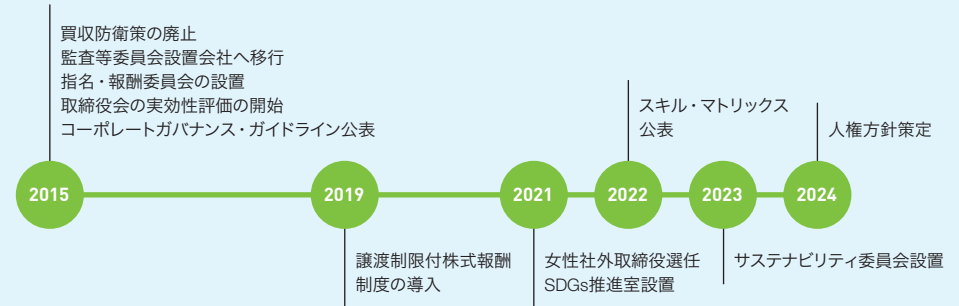 買収防衛策の廃止
監査等委員会設置会社へ移行
指名・報酬委員会の設置
取締役会の実効性評価の開始
コーポレートガバナンス・ガイドライン公表
スキル・マトリックス
公表
人権方針策定
2015
2019
2021
2022
2023
2024
譲渡制限付株式報酬
制度の導入
女性社外取締役選任
SDGs推進室設置
サステナビリティ委員会設置